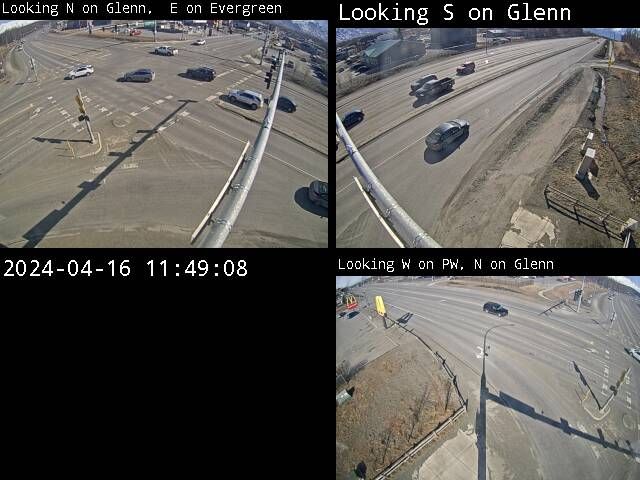 Looking N on Glenn,  E on Evergreen
Looking S on Glenn
2024-04-16 11:49:08
Looking W on PW, N on Glenn